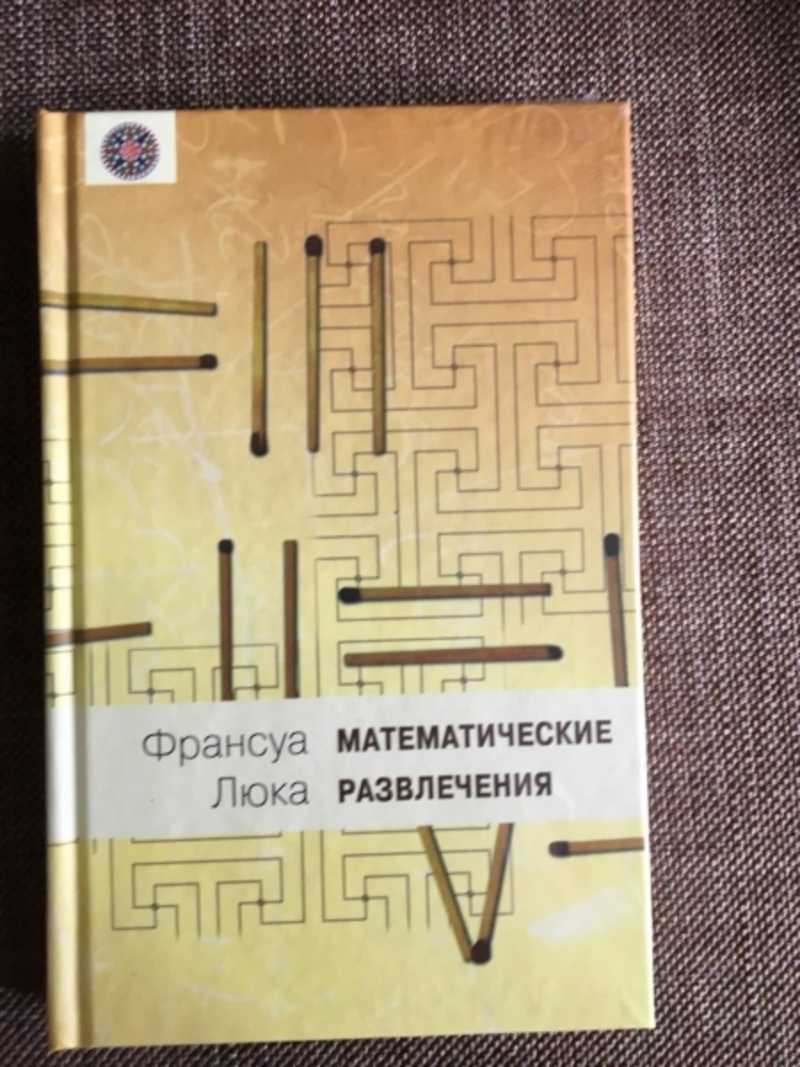 Франсуа МАТЕМАТИЧЕСКИЕ
Люка РАЗВЛЕЧЕНИЯ